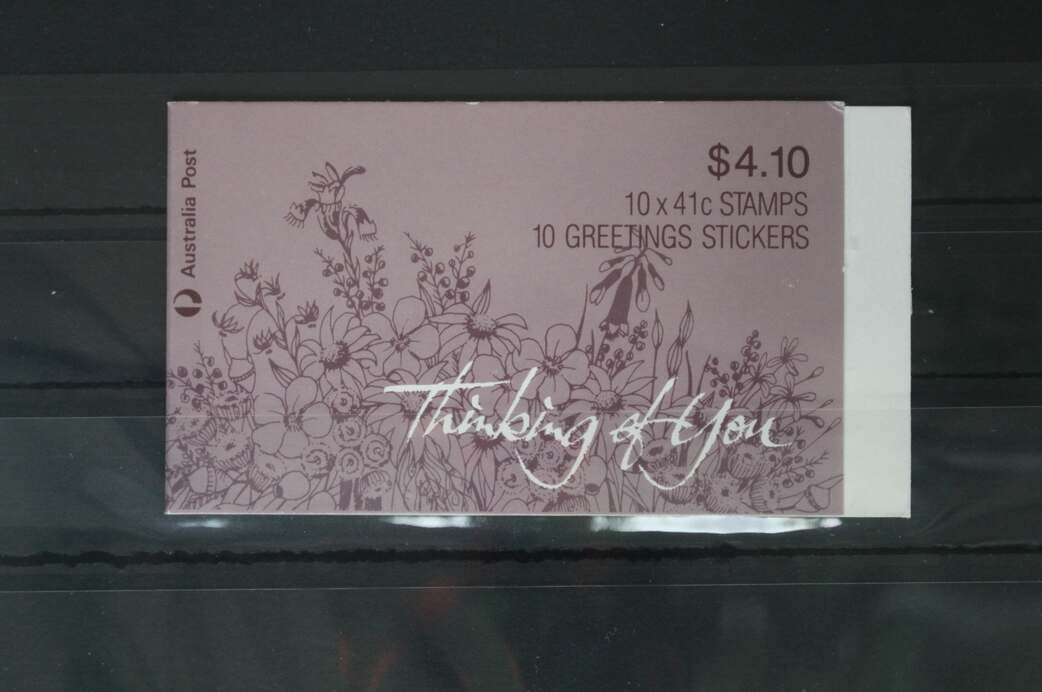 Australia Post
$4.10
10 x 41c STAMPS
10 GREETINGS STICKERS
Thinking of You